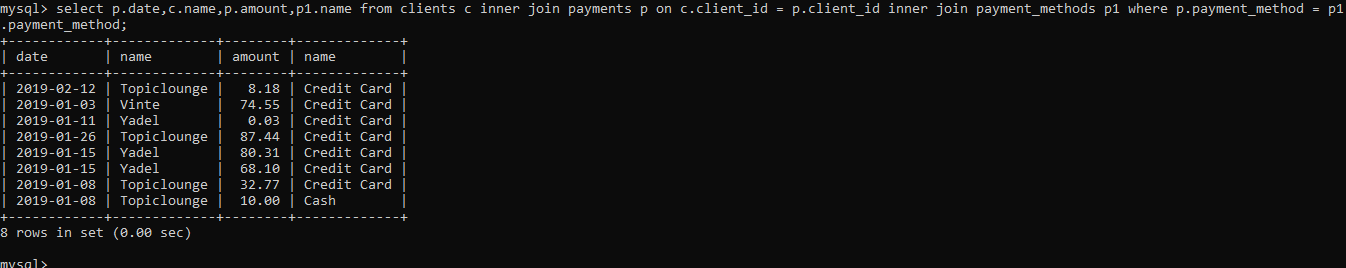 mysql> select p.date,c.name,p.amount,p1.name from clients c inner join payments p on c.client_id = p.client_id inner join payment_methods p1 where p.payment_method = p1
.payment_method;
+------------+-------------+--------+-------------+
| date       | name        | amount | name        |
+------------+-------------+--------+-------------+
| 2019-02-12 | Topiclounge |   8.18 | Credit Card |
| 2019-01-03 | Vinte       |  74.55 | Credit Card |
| 2019-01-11 | Yadel       |   0.03 | Credit Card |
| 2019-01-26 | Topiclounge |  87.44 | Credit Card |
| 2019-01-15 | Yadel       |  80.31 | Credit Card |
| 2019-01-15 | Yadel       |  68.10 | Credit Card |
| 2019-01-08 | Topiclounge |  32.77 | Credit Card |
| 2019-01-08 | Topiclounge |  10.00 | Cash        |
+------------+-------------+--------+-------------+
8 rows in set (0.00 sec)
mysql>